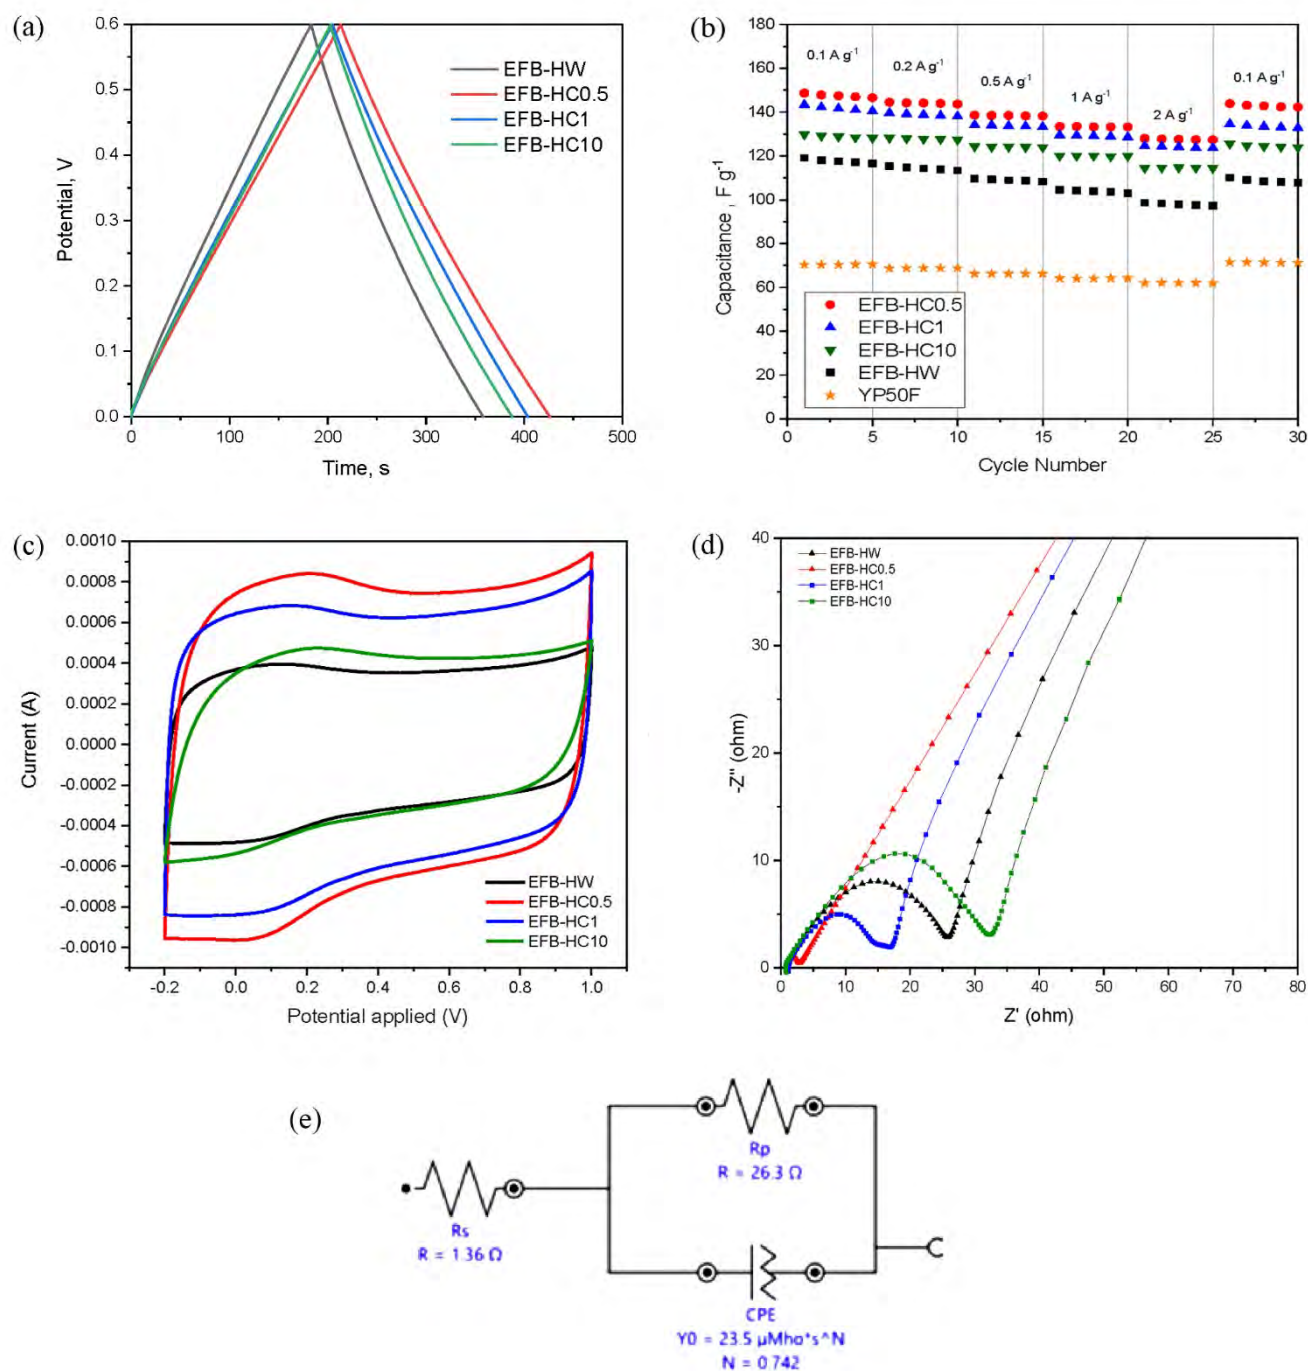 (a)
0.6
0.5
0.4
0.3
0.2
0.1
0.0
Potential, V
EFB-HW
EFB-HC0.5
EFB-HC1
EFB-HC10
0
100
200
300
400
500
Time, s
(b)
180
160
140
120
100
80
60
40
20
0
Capacitance , F g⁻¹
0.1 A g⁻¹
0.2 A g⁻¹
0.5 A g⁻¹
1 A g⁻¹
2 A g⁻¹
0.1 A g⁻¹
EFB-HC0.5
EFB-HC1
EFB-HC10
EFB-HW
YP50F
0
5
10
15
20
25
30
Cycle Number
(c)
0.0010
0.0008
0.0006
0.0004
0.0002
0.0000
-0.0002
-0.0004
-0.0006
-0.0008
-0.0010
Current (A)
EFB-HW
EFB-HC0.5
EFB-HC1
EFB-HC10
-0.2
0.0
0.2
0.4
0.6
0.8
1.0
Potential applied (V)
(d)
40
30
20
10
0
-Z'' (ohm)
EFB-HW
EFB-HC0.5
EFB-HC1
EFB-HC10
0
10
20
30
40
50
60
70
80
Z' (ohm)
(e)
Rp
R = 26.3 Ω
Rs
R = 1.36 Ω
CPE
Y0 = 23.5 µMho*s^N
N = 0.742